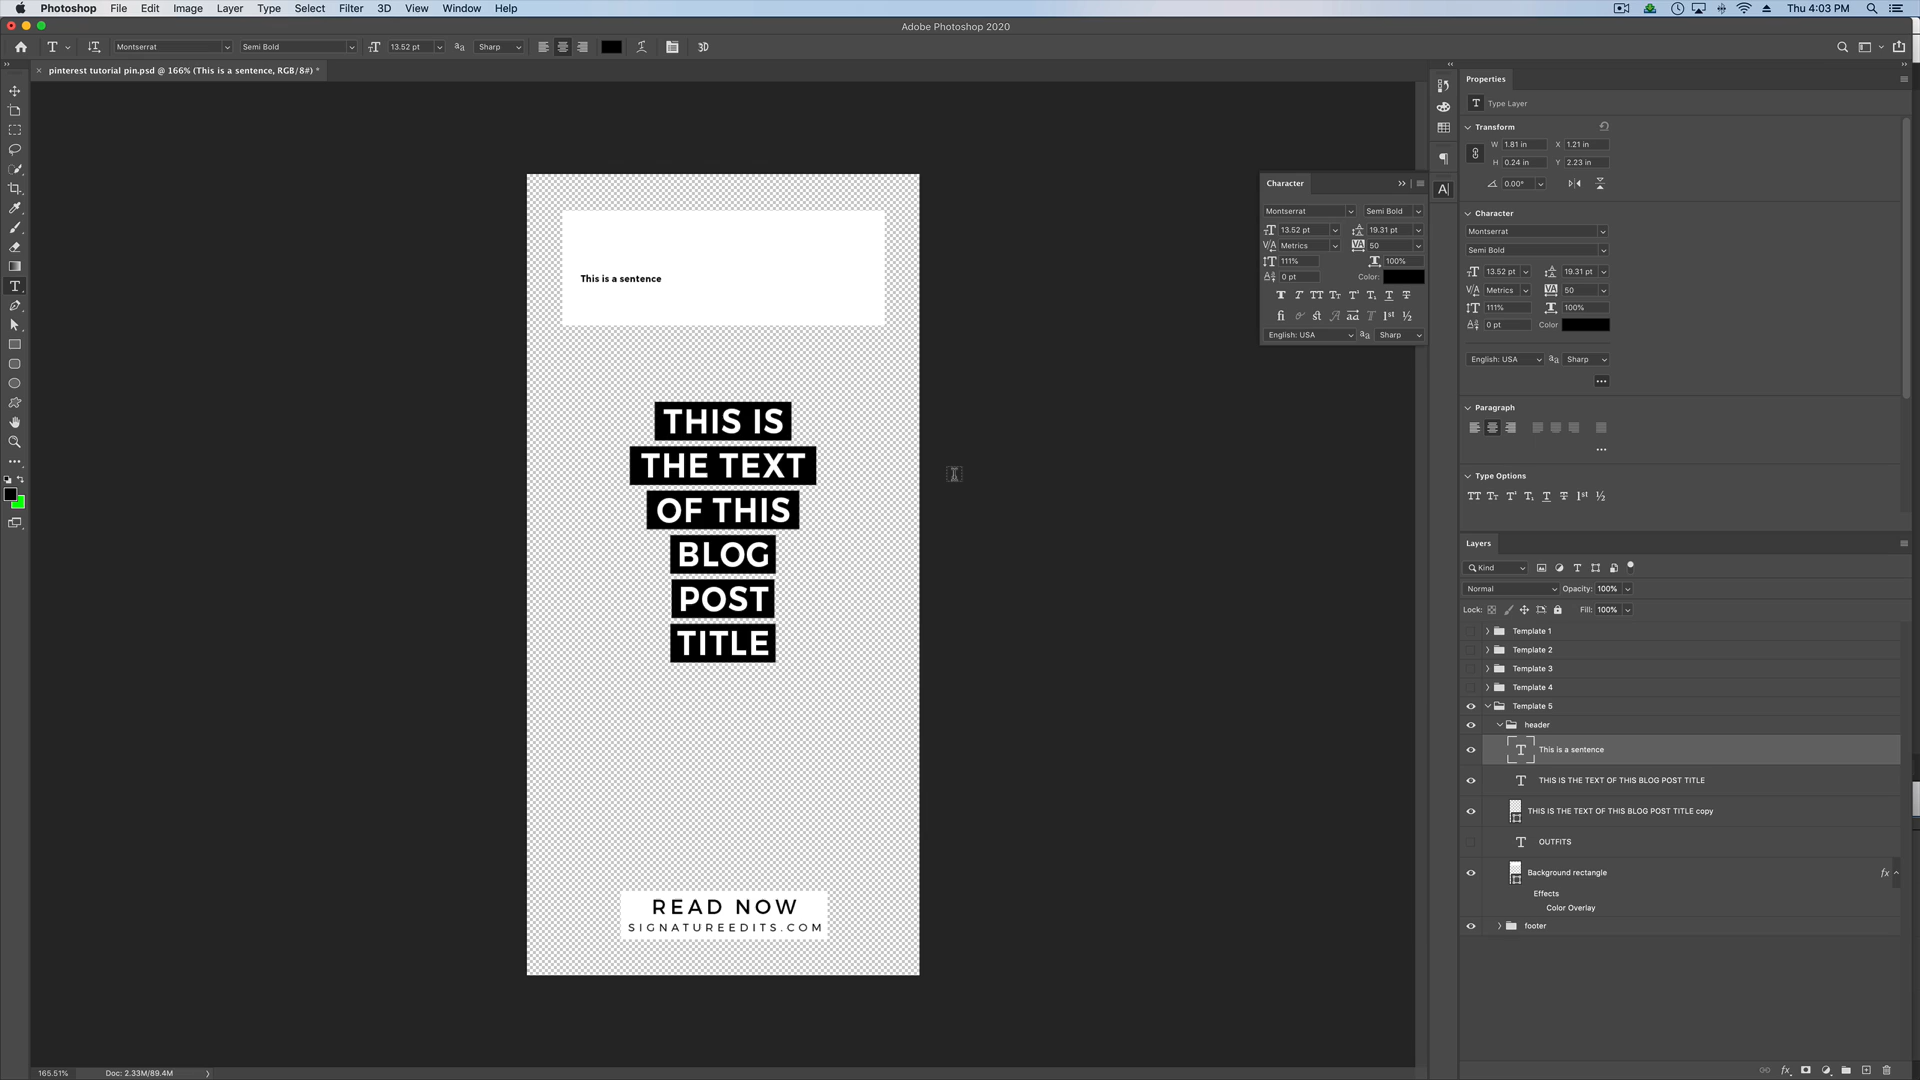 Photoshop File Edit Image Layer Type Select Filter 3D View Window Help Thu 4:03 PM
Adobe Photoshop 2020
Montserrat Semi Bold 13.52 pt Sharp 3D
pinterest tutorial pin.psd @ 166% (This is a sentence, RGB/8#) *
Properties
Type Layer
Transform
W 1.81 in X 1.21 in
H 0.24 in Y 2.23 in
0.00°
Character
Montserrat
Semi Bold
13.52 pt 19.31 pt
Metrics 50
111% 100%
0 pt Color
English: USA Sharp
Paragraph
Type Options
Character
Montserrat Semi Bold
13.52 pt 19.31 pt
Metrics 50
111% 100%
0 pt Color:
English: USA Sharp
This is a sentence
THIS IS
THE TEXT
OF THIS
BLOG
POST
TITLE
READ NOW
SIGNATUREEDITS.COM
Layers
Kind
Normal Opacity: 100%
Lock: Fill: 100%
Template 1
Template 2
Template 3
Template 4
Template 5
header
This is a sentence
THIS IS THE TEXT OF THIS BLOG POST TITLE
THIS IS THE TEXT OF THIS BLOG POST TITLE copy
OUTFITS
Background rectangle fx
Effects
Color Overlay
footer
165.51% Doc: 2.33M/89.4M